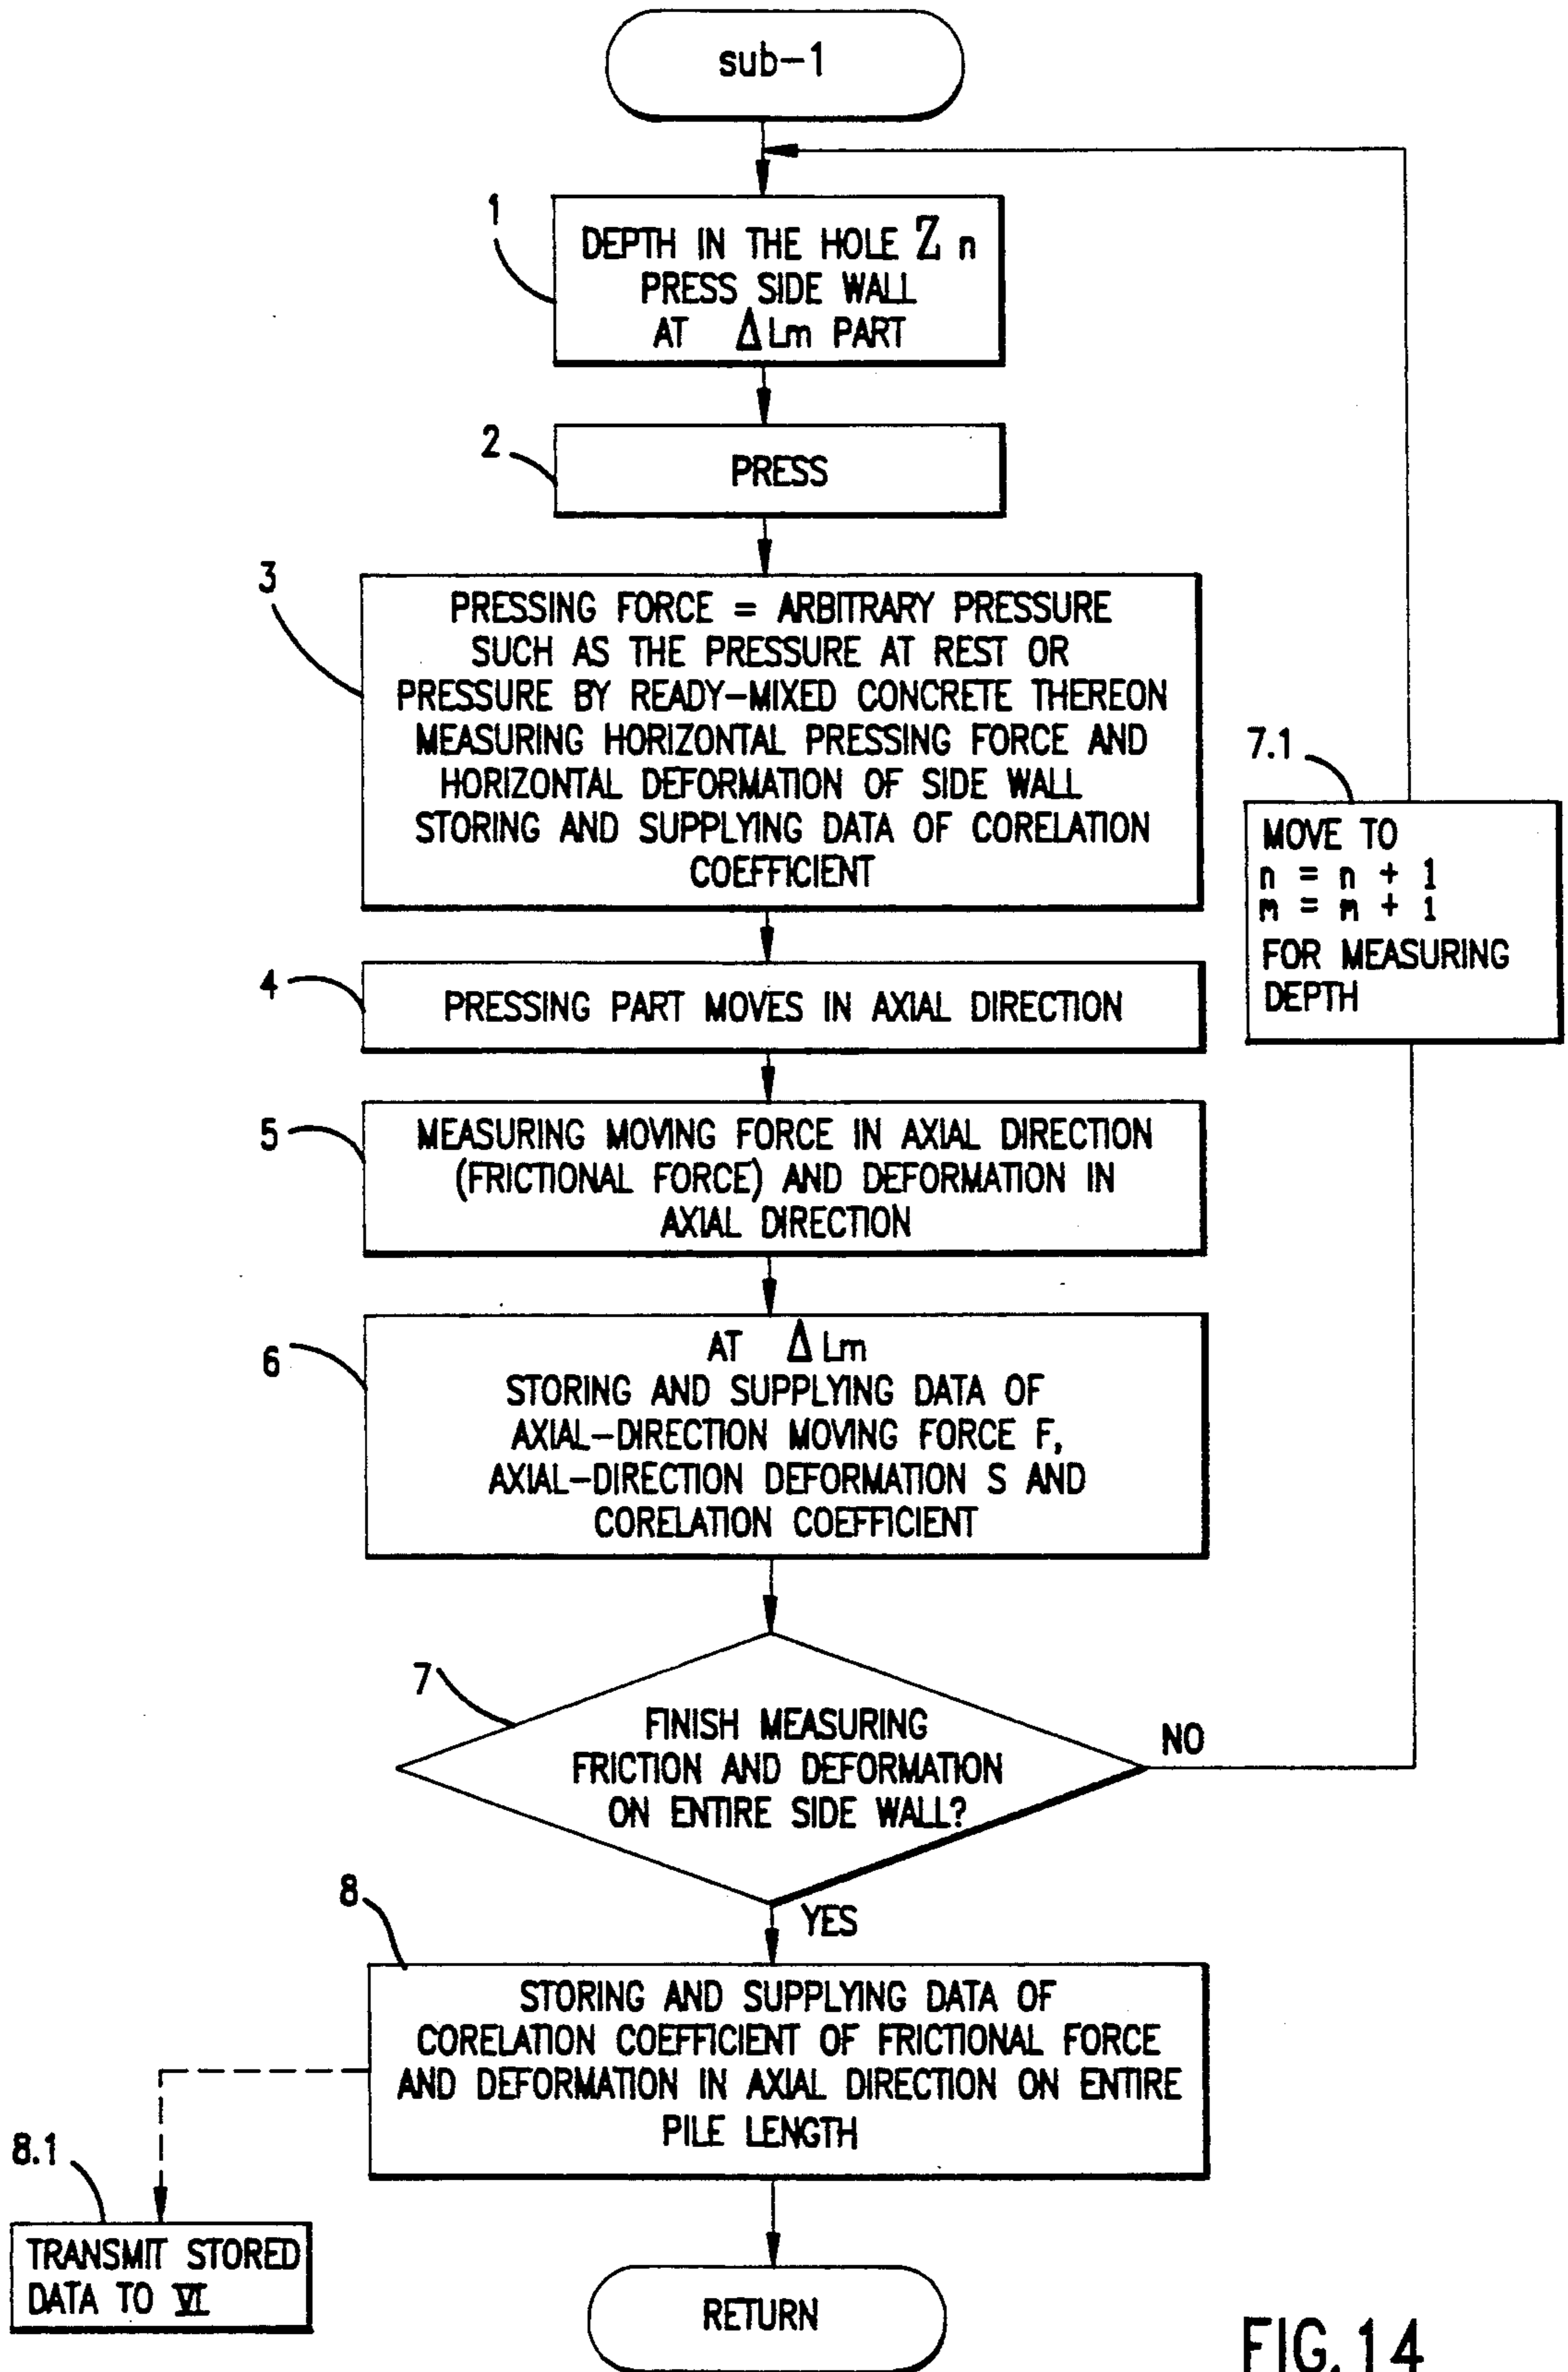 sub-1
1
DEPTH IN THE HOLE Z n
PRESS SIDE WALL
AT ΔLm PART
2
PRESS
3
PRESSING FORCE = ARBITRARY PRESSURE
SUCH AS THE PRESSURE AT REST OR
PRESSURE BY READY-MIXED CONCRETE THEREON
MEASURING HORIZONTAL PRESSING FORCE AND
HORIZONTAL DEFORMATION OF SIDE WALL
STORING AND SUPPLYING DATA OF CORELATION
COEFFICIENT
7.1
MOVE TO
n = n + 1
m = m + 1
FOR MEASURING
DEPTH
4
PRESSING PART MOVES IN AXIAL DIRECTION
5
MEASURING MOVING FORCE IN AXIAL DIRECTION
(FRICTIONAL FORCE) AND DEFORMATION IN
AXIAL DIRECTION
6
AT ΔLm
STORING AND SUPPLYING DATA OF
AXIAL-DIRECTION MOVING FORCE F,
AXIAL-DIRECTION DEFORMATION S AND
CORELATION COEFFICIENT
7
FINISH MEASURING
FRICTION AND DEFORMATION
ON ENTIRE SIDE WALL?
NO
YES
8
STORING AND SUPPLYING DATA OF
CORELATION COEFFICIENT OF FRICTIONAL FORCE
AND DEFORMATION IN AXIAL DIRECTION ON ENTIRE
PILE LENGTH
8.1
TRANSMIT STORED
DATA TO VI
RETURN
FIG. 14